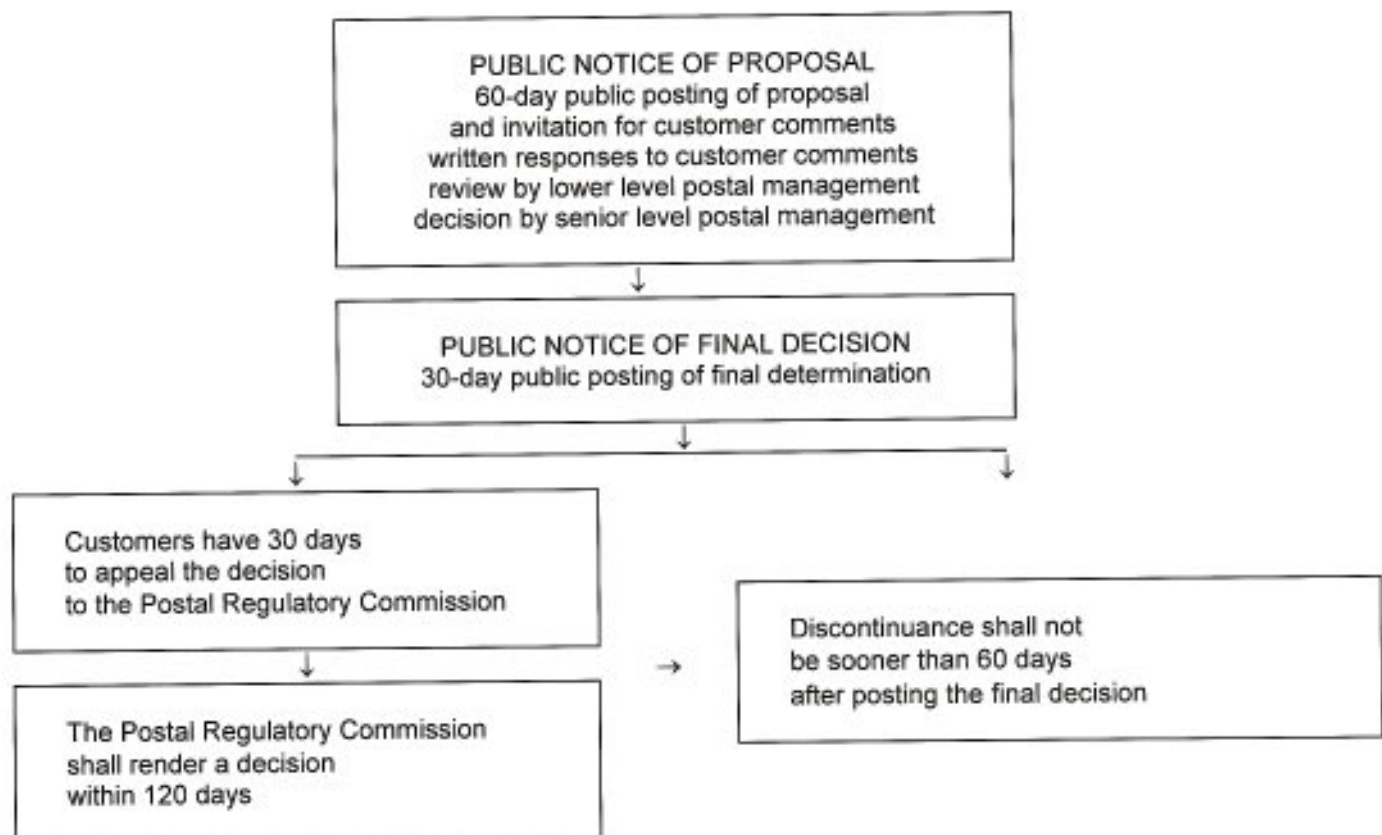 PUBLIC NOTICE OF PROPOSAL
60-day public posting of proposal
and invitation for customer comments
written responses to customer comments
review by lower level postal management
decision by senior level postal management
PUBLIC NOTICE OF FINAL DECISION
30-day public posting of final determination
Customers have 30 days
to appeal the decision
to the Postal Regulatory Commission
The Postal Regulatory Commission
shall render a decision
within 120 days
Discontinuance shall not
be sooner than 60 days
after posting the final decision